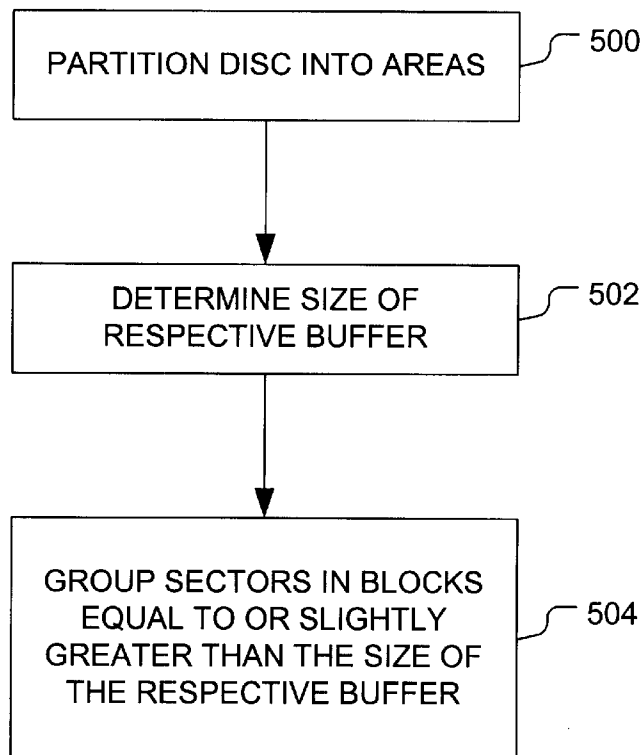 PARTITION DISC INTO AREAS
500
DETERMINE SIZE OF
RESPECTIVE BUFFER
502
GROUP SECTORS IN BLOCKS
EQUAL TO OR SLIGHTLY
GREATER THAN THE SIZE OF
THE RESPECTIVE BUFFER
504